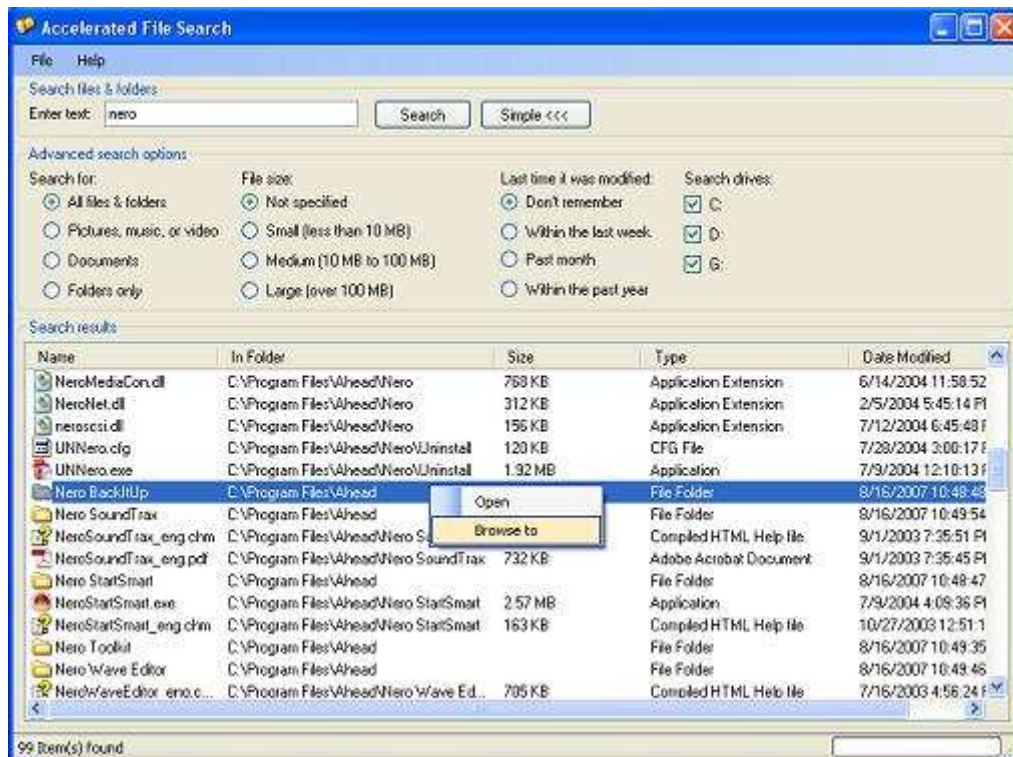 Accelerated File Search
File Help
Search files & folders
Enter text: nero Search Simple <<<
Advanced search options
Search for: File size: Last time it was modified: Search drives:
All files & folders Not specified Don't remember C:
Pictures, music, or video Small (less than 10 MB) Within the last week. D:
Documents Medium (10 MB to 100 MB) Past month G:
Folders only Large (over 100 MB) Within the past year
Search results
Name In Folder Size Type Date Modified
NeroMediaCon.dll C:\Program Files\Ahead\Nero 768 KB Application Extension 6/14/2004 11:58:52
NeroNet.dll C:\Program Files\Ahead\Nero 312 KB Application Extension 2/5/2004 5:45:14 P
neroscsi.dll C:\Program Files\Ahead\Nero 156 KB Application Extension 7/12/2004 6:45:48
UNNero.cfg C:\Program Files\Ahead\Nero\Uninstall 120 KB CFG File 7/28/2004 3:00:17
UNNero.exe C:\Program Files\Ahead\Nero\Uninstall 1.92 MB Application 7/9/2004 12:10:13
Nero BackItUp C:\Program Files\Ahead File Folder 8/16/2007 10:48:48
Open
Nero SoundTrax C:\Program Files\Ahead File Folder 8/16/2007 10:49:54
Browse to
NeroSoundTrax_eng.chm C:\Program Files\Ahead\Nero S Compiled HTML Help file 9/1/2003 7:35:51 P
NeroSoundTrax_eng.pdf C:\Program Files\Ahead\Nero SoundTrax 732 KB Adobe Acrobat Document 9/1/2003 7:35:45 P
Nero StartSmart C:\Program Files\Ahead File Folder 8/16/2007 10:48:47
NeroStartSmart.exe C:\Program Files\Ahead\Nero StartSmart 2.57 MB Application 7/9/2004 4:09:36 P
NeroStartSmart_eng.chm C:\Program Files\Ahead\Nero StartSmart 163 KB Compiled HTML Help file 10/27/2003 12:51:1
Nero Toolkit C:\Program Files\Ahead File Folder 8/16/2007 10:49:35
Nero Wave Editor C:\Program Files\Ahead File Folder 8/16/2007 10:49:46
NeroWaveEditor_eng.c... C:\Program Files\Ahead\Nero Wave Ed... 705 KB Compiled HTML Help file 7/16/2003 4:56:24
99 Item(s) found